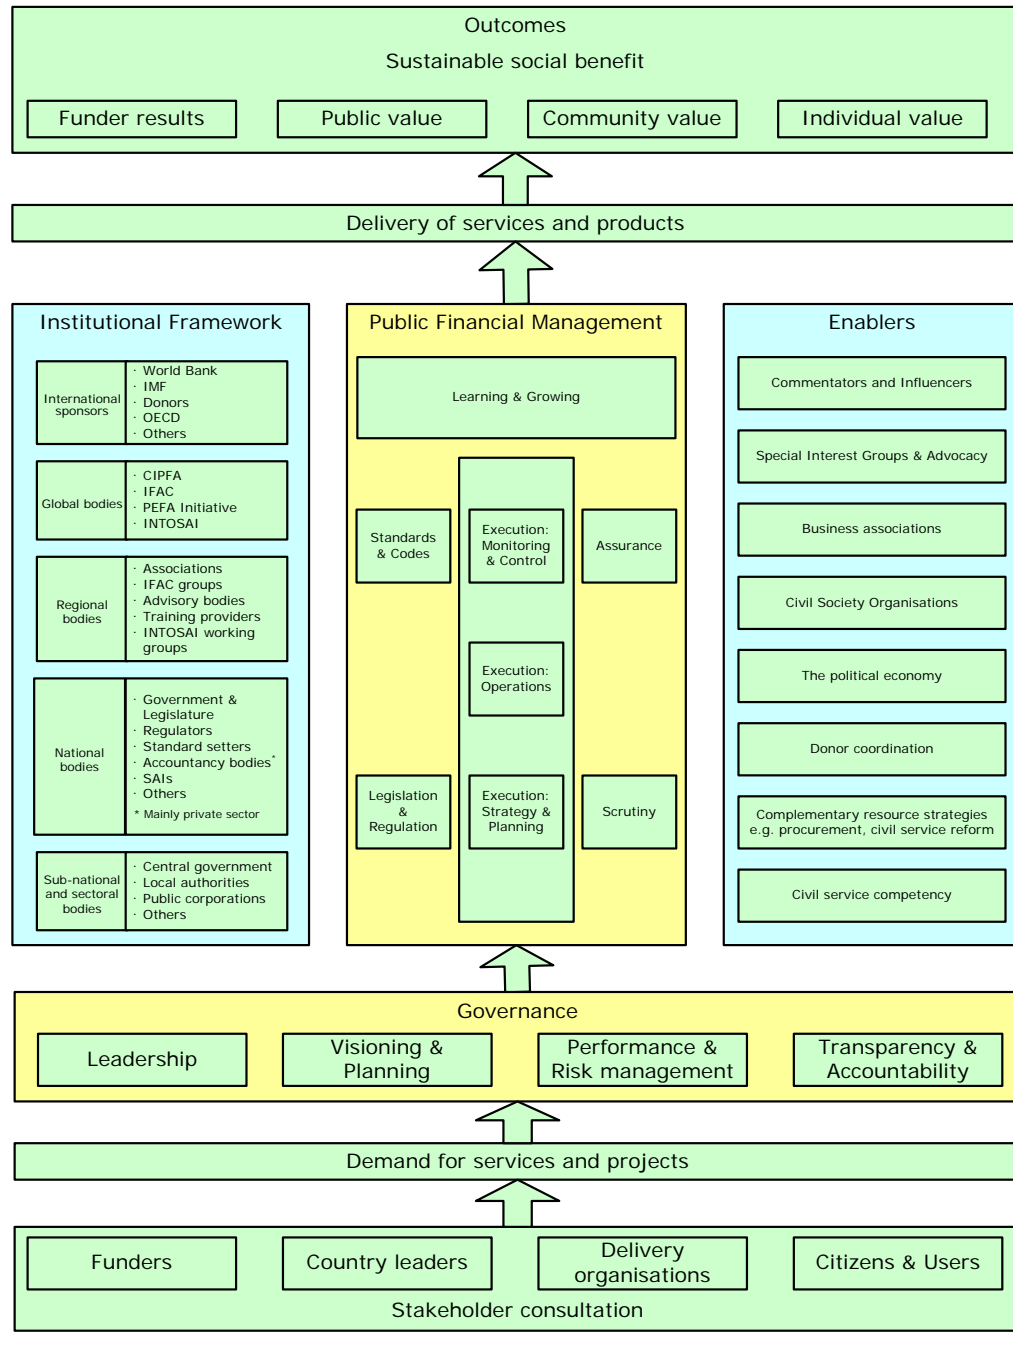 Outcomes
Sustainable social benefit
Funder results
Public value
Community value
Individual value
Delivery of services and products
Institutional Framework
International
sponsors
· World Bank
· IMF
· Donors
· OECD
· Others
Global bodies
· CIPFA
· IFAC
· PEFA Initiative
· INTOSAI
Regional
bodies
· Associations
· IFAC groups
· Advisory bodies
· Training providers
· INTOSAI working
groups
National
bodies
· Government &
Legislature
· Regulators
· Standard setters
· Accountancy bodies*
· SAIs
· Others
* Mainly private sector
Sub-national
and sectoral
bodies
· Central government
· Local authorities
· Public corporations
· Others
Public Financial Management
Learning & Growing
Standards
& Codes
Execution:
Monitoring
& Control
Assurance
Execution:
Operations
Legislation
&
Regulation
Execution:
Strategy &
Planning
Scrutiny
Enablers
Commentators and Influencers
Special Interest Groups & Advocacy
Business associations
Civil Society Organisations
The political economy
Donor coordination
Complementary resource strategies
e.g. procurement, civil service reform
Civil service competency
Governance
Leadership
Visioning &
Planning
Performance &
Risk management
Transparency &
Accountability
Demand for services and projects
Funders
Country leaders
Delivery
organisations
Citizens & Users
Stakeholder consultation